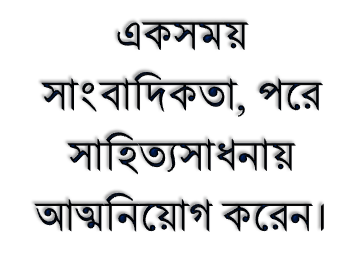 একসময়
সাংবাদিকতা, পরে
সাহিত্যসাধনায়
আত্মনিয়োগ করেন।